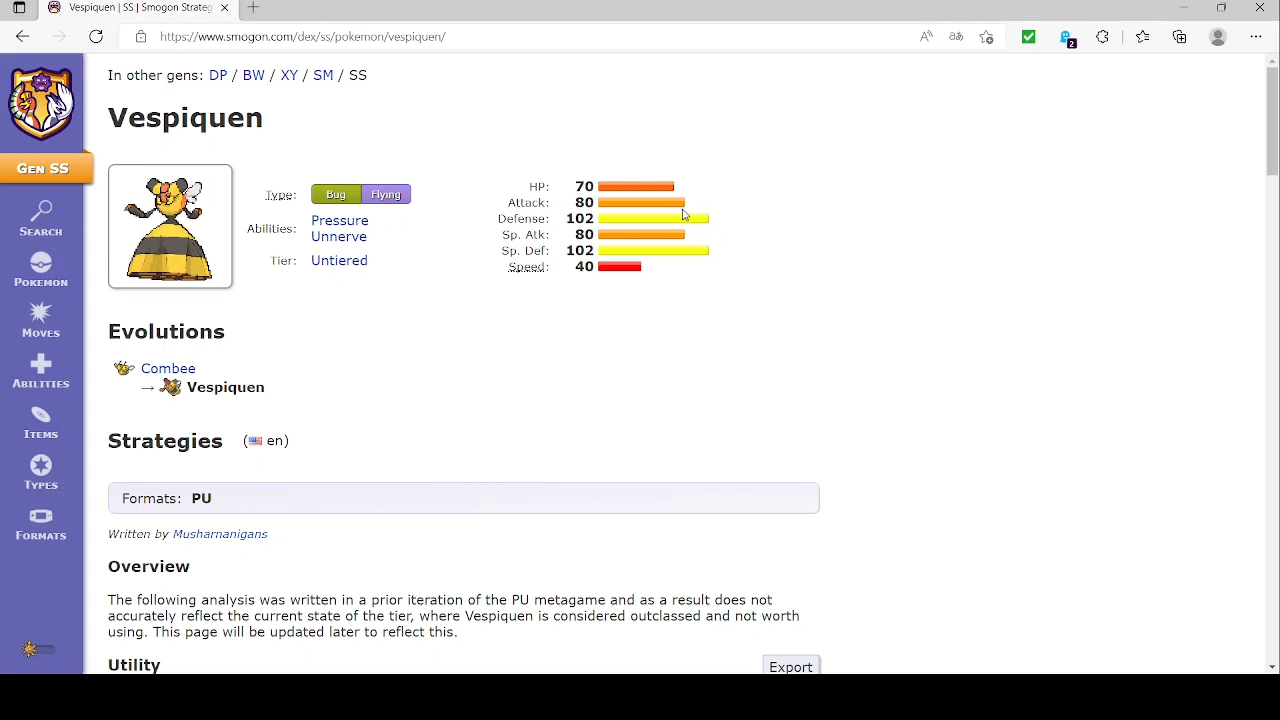 Vespiquen | SS | Smogon Strateg
https://www.smogon.com/dex/ss/pokemon/vespiquen/
2
In other gens: DP / BW / XY / SM / SS
Vespiquen
Gen SS
Type: Bug Flying
Abilities: Pressure
Unnerve
Tier: Untiered
HP: 70
Attack: 80
Defense: 102
Sp. Atk: 80
Sp. Def: 102
Speed: 40
Search
Pokemon
Moves
Abilities
Items
Types
Formats
Evolutions
Combee
→ Vespiquen
Strategies (en)
Formats: PU
Written by Musharnanigans
Overview
The following analysis was written in a prior iteration of the PU metagame and as a result does not
accurately reflect the current state of the tier, where Vespiquen is considered outclassed and not worth
using. This page will be updated later to reflect this.
Utility
Export